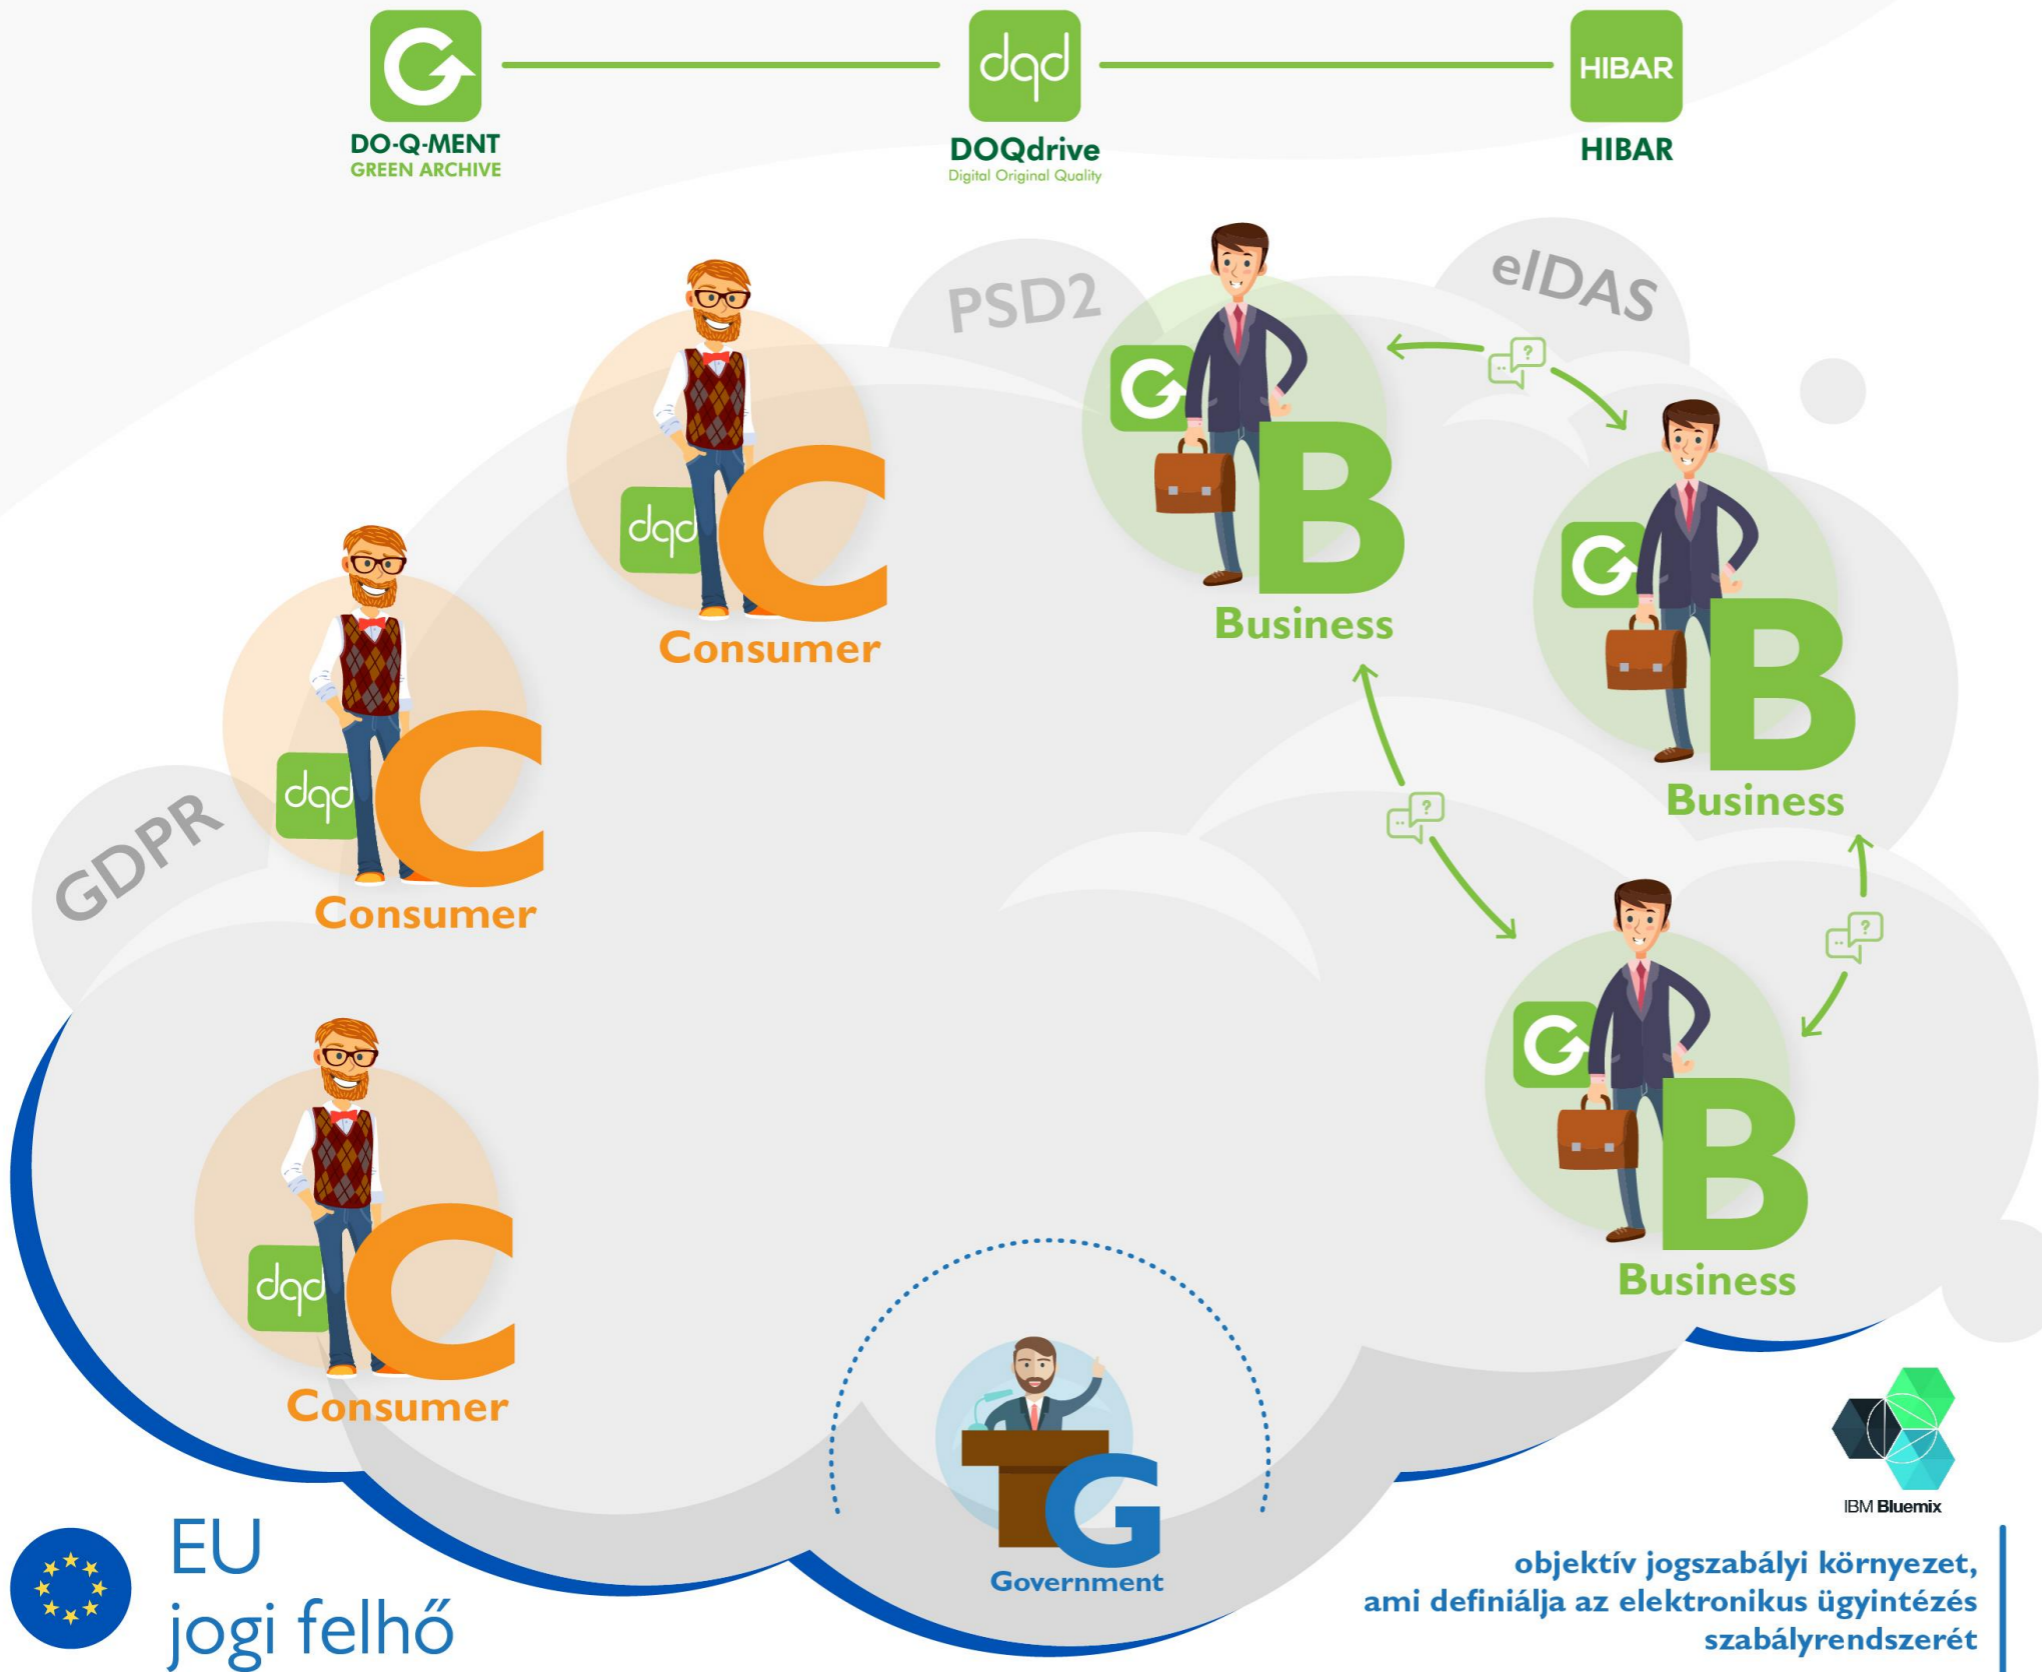 dqd
HIBAR
DO-Q-MENT
GREEN ARCHIVE
DOQdrive
Digital Original Quality
HIBAR
PSD2
eIDAS
dqd
C
Consumer
B
Business
dqd
C
Consumer
B
Business
GDPR
dqd
C
Consumer
B
Business
G
Government
IBM Bluemix
EU
jogi felhő
objektív jogszabályi környezet,
ami definiálja az elektronikus ügyintézés
szabályrendszerét